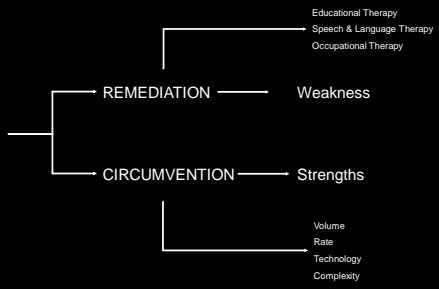 Educational Therapy
Speech & Language Therapy
Occupational Therapy
REMEDIATION
Weakness
CIRCUMVENTION
Strengths
Volume
Rate
Technology
Complexity